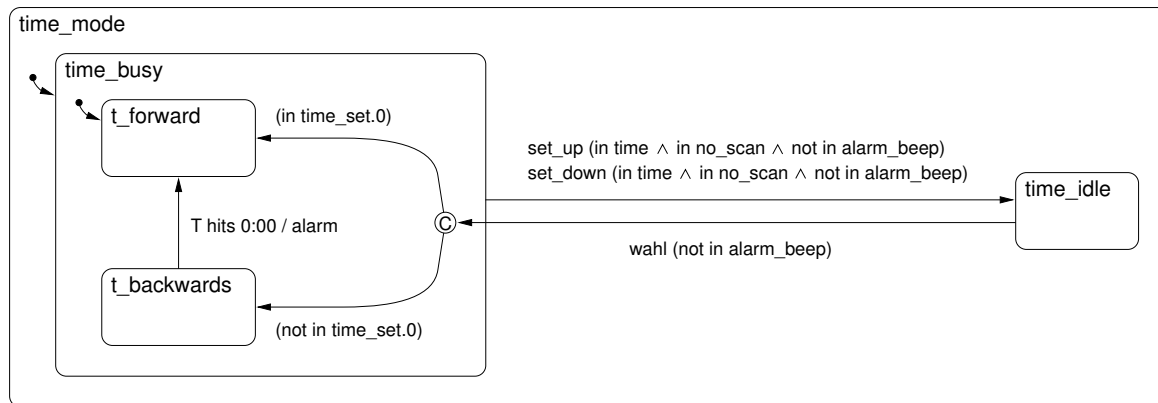 time_mode
time_busy
t_forward
(in time_set.0)
set_up (in time ∧ in no_scan ∧ not in alarm_beep)
set_down (in time ∧ in no_scan ∧ not in alarm_beep)
time_idle
T hits 0:00 / alarm
C
wahl (not in alarm_beep)
t_backwards
(not in time_set.0)